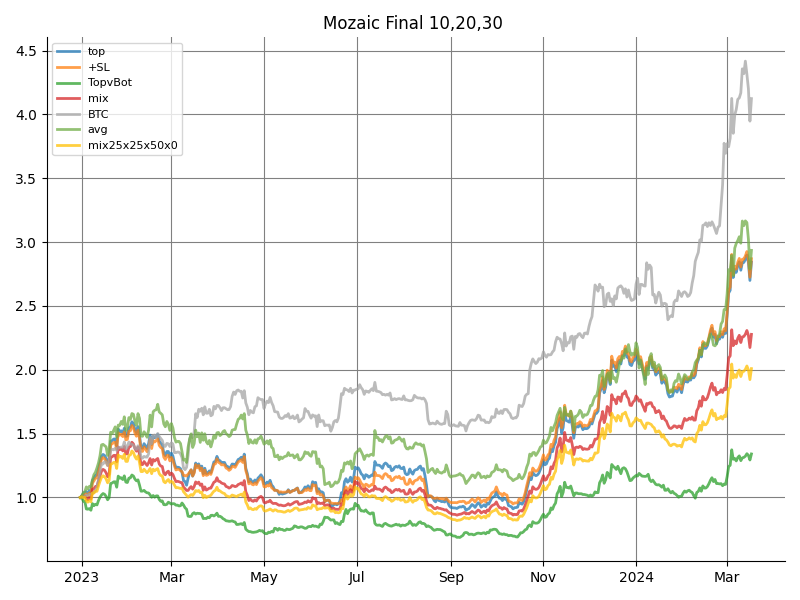 Mozaic Final 10,20,30
top
+SL
TopvBot
mix
BTC
avg
mix25x25x50x0
4.5
4.0
3.5
3.0
2.5
2.0
1.5
1.0
2023 Mar May Jul Sep Nov 2024 Mar